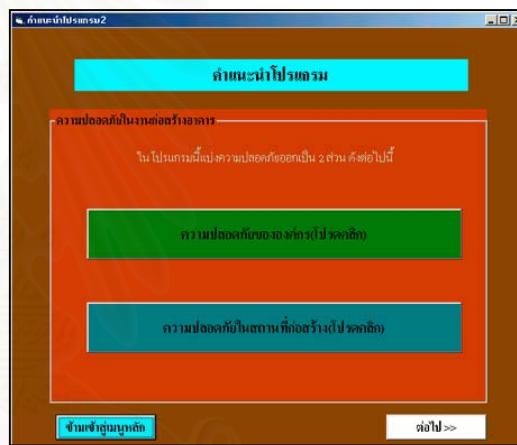 คำแนะนำโปรแกรม2
คำแนะนำโปรแกรม
ความปลอดภัยในงานก่อสร้างอาคาร
ในโปรแกรมนี้แบ่งความปลอดภัยออกเป็น 2 ส่วน ดังต่อไปนี้
ความปลอดภัยขององค์กร(โปรดคลิก)
ความปลอดภัยในสถานที่ก่อสร้าง(โปรดคลิก)
ข้ามเข้าสู่เมนูหลัก
ต่อไป >>